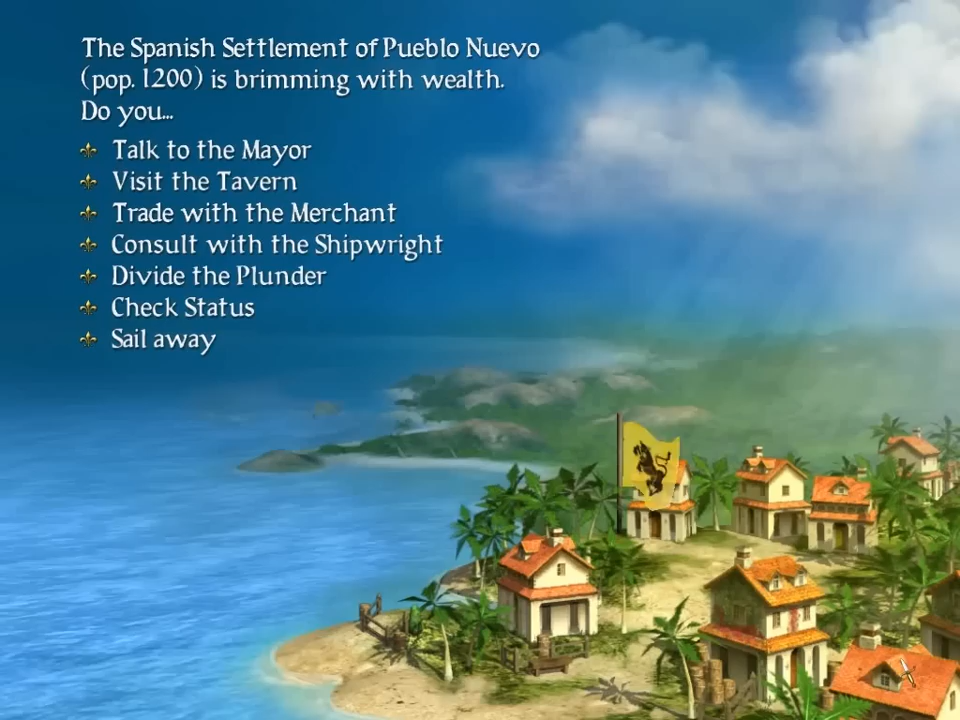 The Spanish Settlement of Pueblo Nuevo
(pop. 1200) is brimming with wealth.
Do you...
Talk to the Mayor
Visit the Tavern
Trade with the Merchant
Consult with the Shipwright
Divide the Plunder
Check Status
Sail away